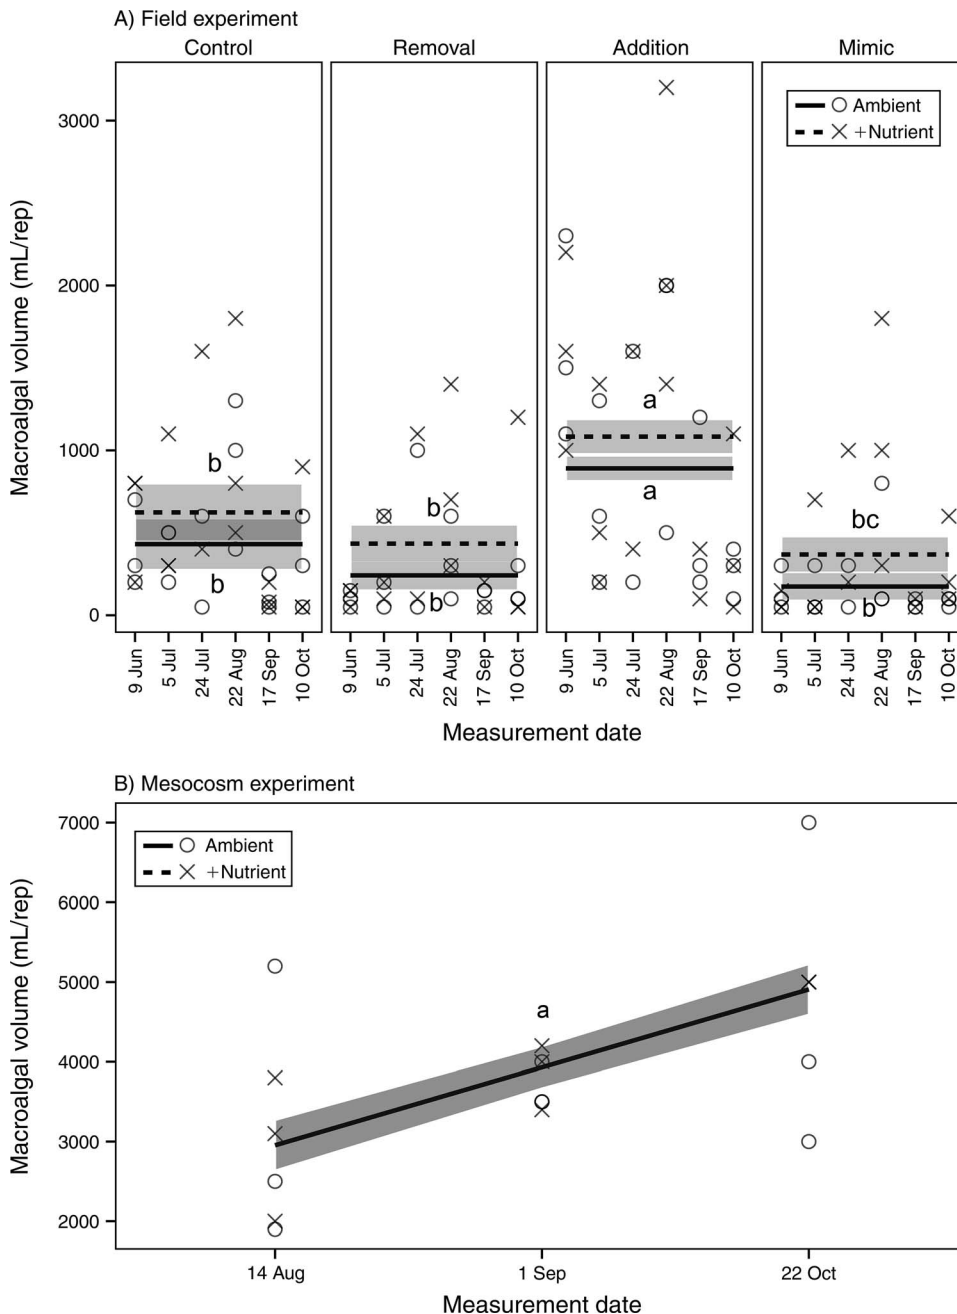 A) Field experiment
Control Removal Addition Mimic
Macroalgal volume (mL/rep)
3000
2000
1000
0
Ambient
+Nutrient
b
b
b
b
a
a
bc
b
9 Jun 5 Jul 24 Jul 22 Aug 17 Sep 10 Oct 9 Jun 5 Jul 24 Jul 22 Aug 17 Sep 10 Oct 9 Jun 5 Jul 24 Jul 22 Aug 17 Sep 10 Oct 9 Jun 5 Jul 24 Jul 22 Aug 17 Sep 10 Oct
Measurement date
B) Mesocosm experiment
Macroalgal volume (mL/rep)
7000
6000
5000
4000
3000
2000
Ambient
+Nutrient
a
14 Aug 1 Sep 22 Oct
Measurement date